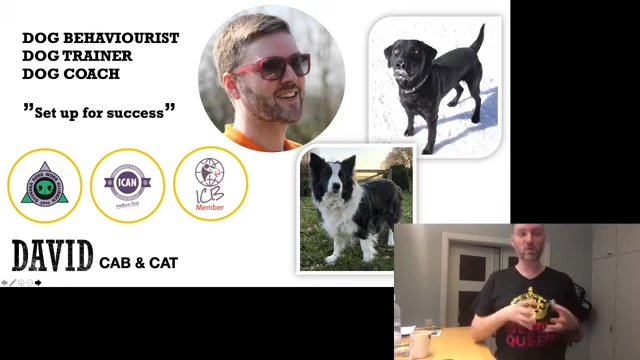 DOG BEHAVIOURIST
DOG TRAINER
DOG COACH
”Set up for success”
ICAN
ICB
Member
DAVID CAB & CAT
QUEEN